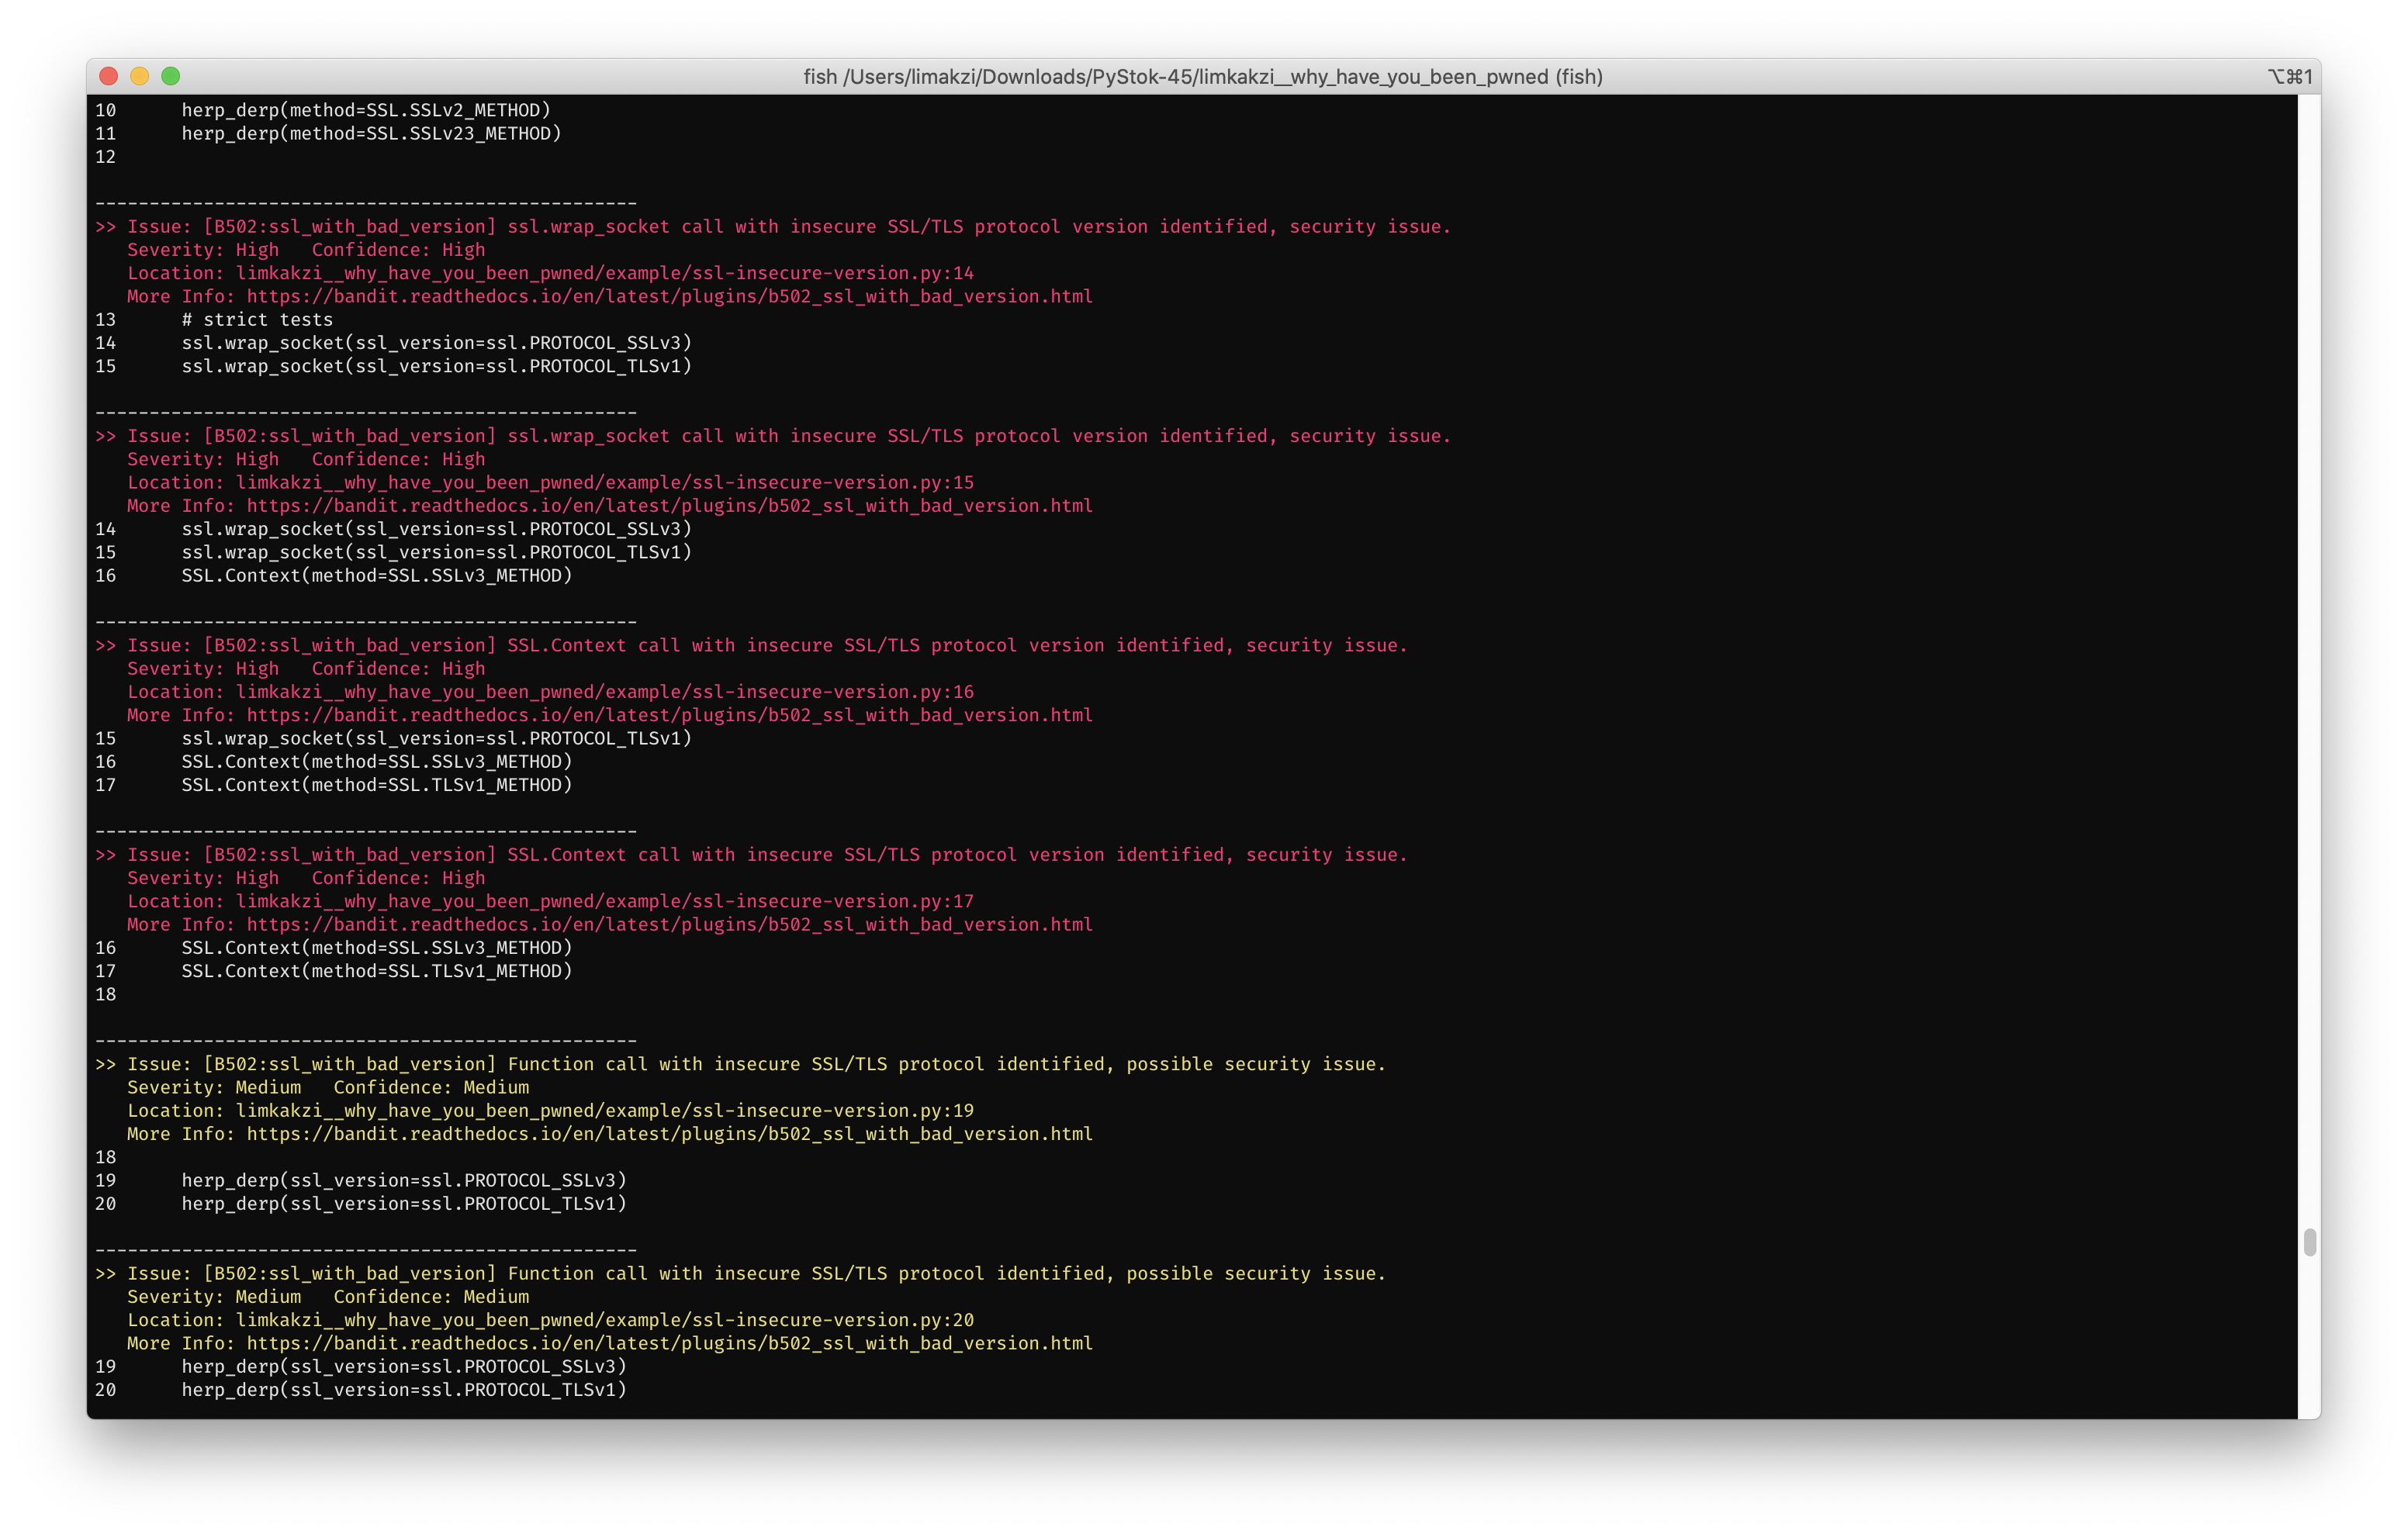 fish /Users/limakzi/Downloads/PyStok-45/limkakzi__why_have_you_been_pwned (fish) ⌥⌘1
10      herp_derp(method=SSL.SSLv2_METHOD)
11      herp_derp(method=SSL.SSLv23_METHOD)
12
--------------------------------------------------
>> Issue: [B502:ssl_with_bad_version] ssl.wrap_socket call with insecure SSL/TLS protocol version identified, security issue.
   Severity: High   Confidence: High
   Location: limkakzi__why_have_you_been_pwned/example/ssl-insecure-version.py:14
   More Info: https://bandit.readthedocs.io/en/latest/plugins/b502_ssl_with_bad_version.html
13      # strict tests
14      ssl.wrap_socket(ssl_version=ssl.PROTOCOL_SSLv3)
15      ssl.wrap_socket(ssl_version=ssl.PROTOCOL_TLSv1)
--------------------------------------------------
>> Issue: [B502:ssl_with_bad_version] ssl.wrap_socket call with insecure SSL/TLS protocol version identified, security issue.
   Severity: High   Confidence: High
   Location: limkakzi__why_have_you_been_pwned/example/ssl-insecure-version.py:15
   More Info: https://bandit.readthedocs.io/en/latest/plugins/b502_ssl_with_bad_version.html
14      ssl.wrap_socket(ssl_version=ssl.PROTOCOL_SSLv3)
15      ssl.wrap_socket(ssl_version=ssl.PROTOCOL_TLSv1)
16      SSL.Context(method=SSL.SSLv3_METHOD)
--------------------------------------------------
>> Issue: [B502:ssl_with_bad_version] SSL.Context call with insecure SSL/TLS protocol version identified, security issue.
   Severity: High   Confidence: High
   Location: limkakzi__why_have_you_been_pwned/example/ssl-insecure-version.py:16
   More Info: https://bandit.readthedocs.io/en/latest/plugins/b502_ssl_with_bad_version.html
15      ssl.wrap_socket(ssl_version=ssl.PROTOCOL_TLSv1)
16      SSL.Context(method=SSL.SSLv3_METHOD)
17      SSL.Context(method=SSL.TLSv1_METHOD)
--------------------------------------------------
>> Issue: [B502:ssl_with_bad_version] SSL.Context call with insecure SSL/TLS protocol version identified, security issue.
   Severity: High   Confidence: High
   Location: limkakzi__why_have_you_been_pwned/example/ssl-insecure-version.py:17
   More Info: https://bandit.readthedocs.io/en/latest/plugins/b502_ssl_with_bad_version.html
16      SSL.Context(method=SSL.SSLv3_METHOD)
17      SSL.Context(method=SSL.TLSv1_METHOD)
18
--------------------------------------------------
>> Issue: [B502:ssl_with_bad_version] Function call with insecure SSL/TLS protocol identified, possible security issue.
   Severity: Medium   Confidence: Medium
   Location: limkakzi__why_have_you_been_pwned/example/ssl-insecure-version.py:19
   More Info: https://bandit.readthedocs.io/en/latest/plugins/b502_ssl_with_bad_version.html
18
19      herp_derp(ssl_version=ssl.PROTOCOL_SSLv3)
20      herp_derp(ssl_version=ssl.PROTOCOL_TLSv1)
--------------------------------------------------
>> Issue: [B502:ssl_with_bad_version] Function call with insecure SSL/TLS protocol identified, possible security issue.
   Severity: Medium   Confidence: Medium
   Location: limkakzi__why_have_you_been_pwned/example/ssl-insecure-version.py:20
   More Info: https://bandit.readthedocs.io/en/latest/plugins/b502_ssl_with_bad_version.html
19      herp_derp(ssl_version=ssl.PROTOCOL_SSLv3)
20      herp_derp(ssl_version=ssl.PROTOCOL_TLSv1)